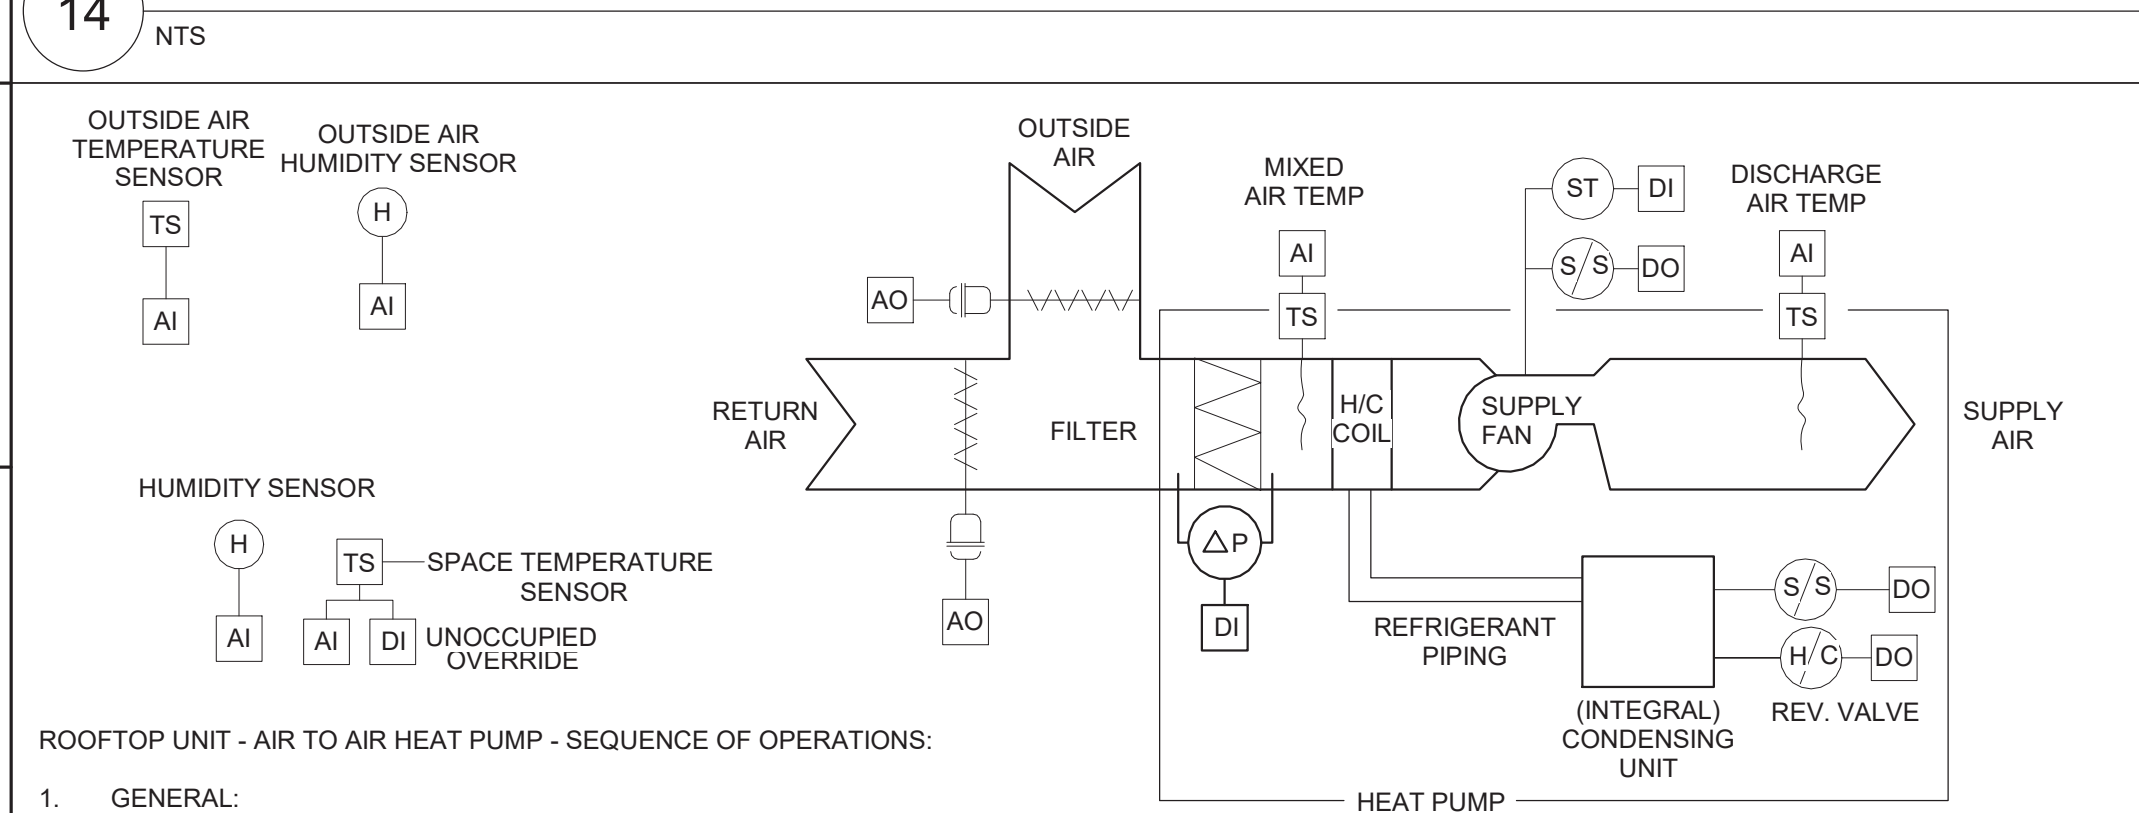 14
NTS
OUTSIDE AIR
TEMPERATURE
SENSOR
TS
AI
OUTSIDE AIR
HUMIDITY SENSOR
H
AI
OUTSIDE
AIR
AO
MIXED
AIR TEMP
AI
TS
ST
DI
S/S
DO
DISCHARGE
AIR TEMP
AI
TS
RETURN
AIR
FILTER
H/C
COIL
SUPPLY
FAN
SUPPLY
AIR
HUMIDITY SENSOR
H
AI
TS
SPACE TEMPERATURE
SENSOR
AI
DI
UNOCCUPIED
OVERRIDE
AO
△P
DI
REFRIGERANT
PIPING
S/S
DO
H/C
DO
REV. VALVE
(INTEGRAL)
CONDENSING
UNIT
HEAT PUMP
ROOFTOP UNIT - AIR TO AIR HEAT PUMP - SEQUENCE OF OPERATIONS:
1. GENERAL: